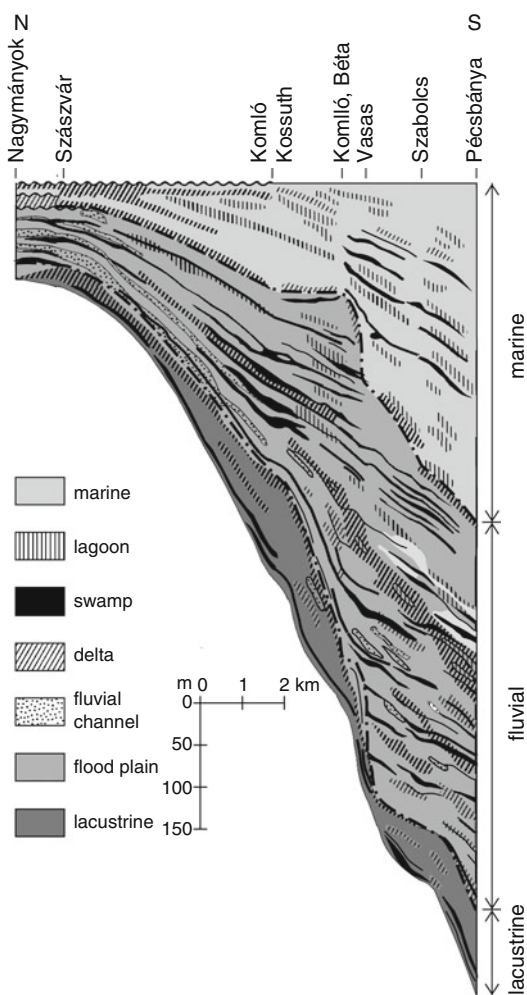 N S
Nagymányok
Szászvár
Komló
Kossuth
Komlló, Béta
Vasas
Szabolcs
Pécsbánya
marine
fluvial
lacustrine
marine
lagoon
swamp
delta
fluvial
channel
flood plain
lacustrine
m 0 1 2 km
0
50
100
150